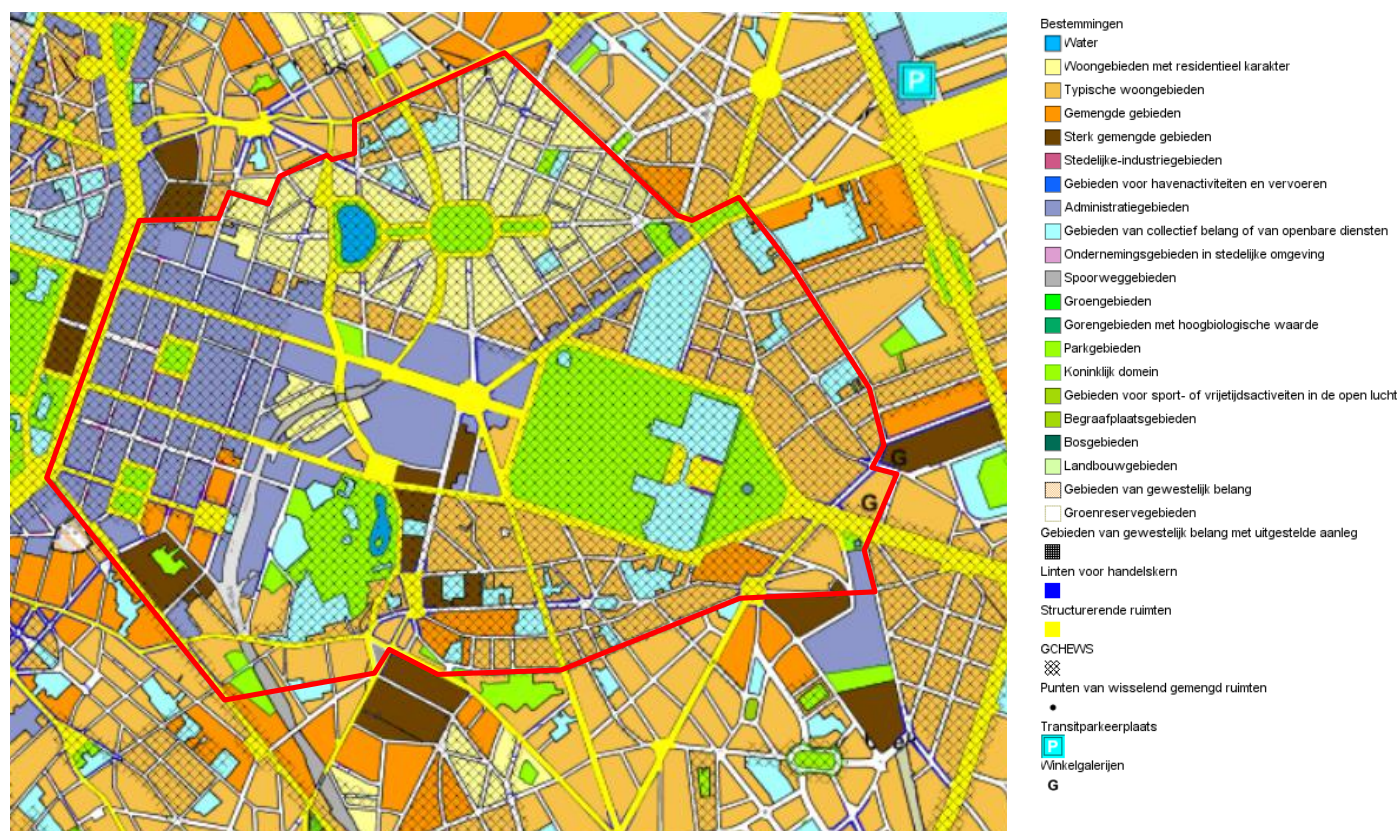 Bestemmingen
Water
Woongebieden met residentieel karakter
Typische woongebieden
Gemengde gebieden
Sterk gemengde gebieden
Stedelijke-industriegebieden
Gebieden voor havenactiviteiten en vervoeren
Administratiegebieden
Gebieden van collectief belang of van openbare diensten
Ondernemingsgebieden in stedelijke omgeving
Spoorweggebieden
Groengebieden
Gorengebieden met hoogbiologische waarde
Parkgebieden
Koninklijk domein
Gebieden voor sport- of vrijetijdsactiveiten in de open lucht
Begraafplaatsgebieden
Bosgebieden
Landbouwgebieden
Gebieden van gewestelijk belang
Groenreservegebieden
Gebieden van gewestelijk belang met uitgestelde aanleg
Linten voor handelskern
Structurerende ruimten
GCHEWS
Punten van wisselend gemengd ruimten
Transitparkeerplaats
P
Winkelgalerijen
G
P
G
G